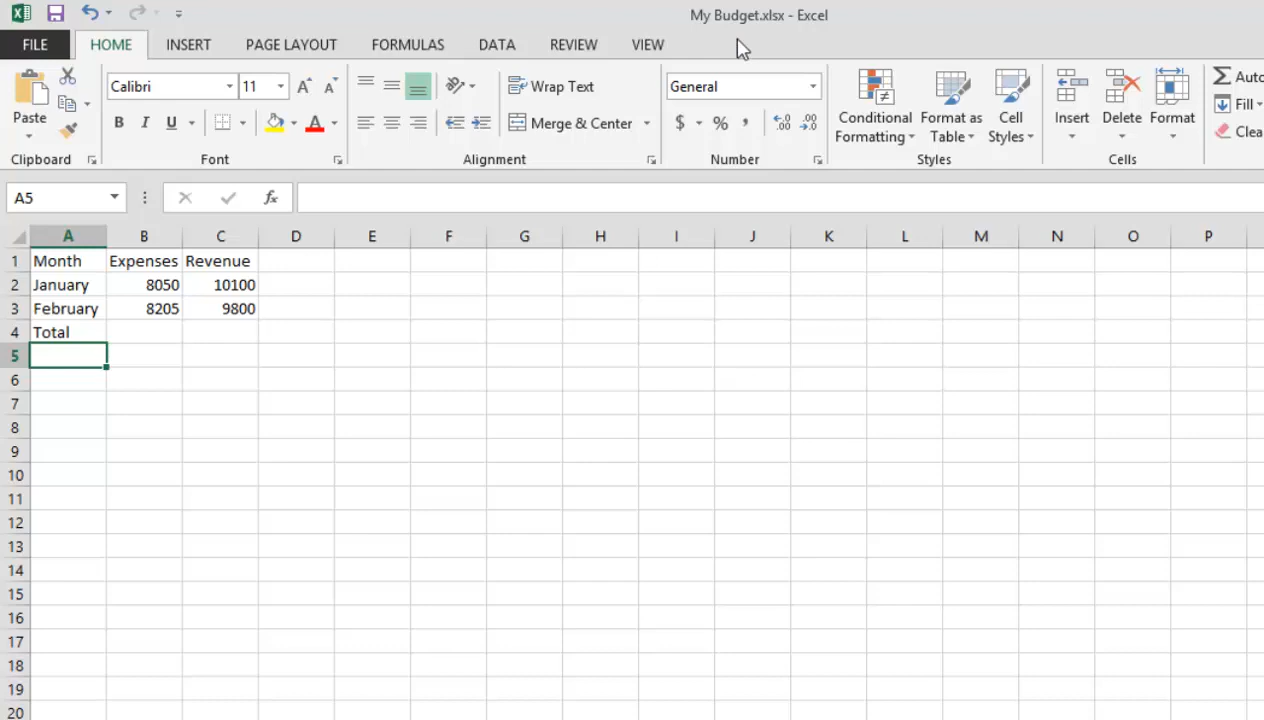 My Budget.xlsx - Excel
FILE HOME INSERT PAGE LAYOUT FORMULAS DATA REVIEW VIEW
Paste
Clipboard
Calibri 11
B I U A
Font
Wrap Text
Merge & Center
Alignment
General
$ % ,
Number
Conditional Formatting
Format as Table
Cell Styles
Styles
Insert Delete Format
Cells
Auto
Fill
Clea
A5 fx
A B C D E F G H I J K L M N O P
1 Month Expenses Revenue
2 January 8050 10100
3 February 8205 9800
4 Total
5
6
7
8
9
10
11
12
13
14
15
16
17
18
19
20